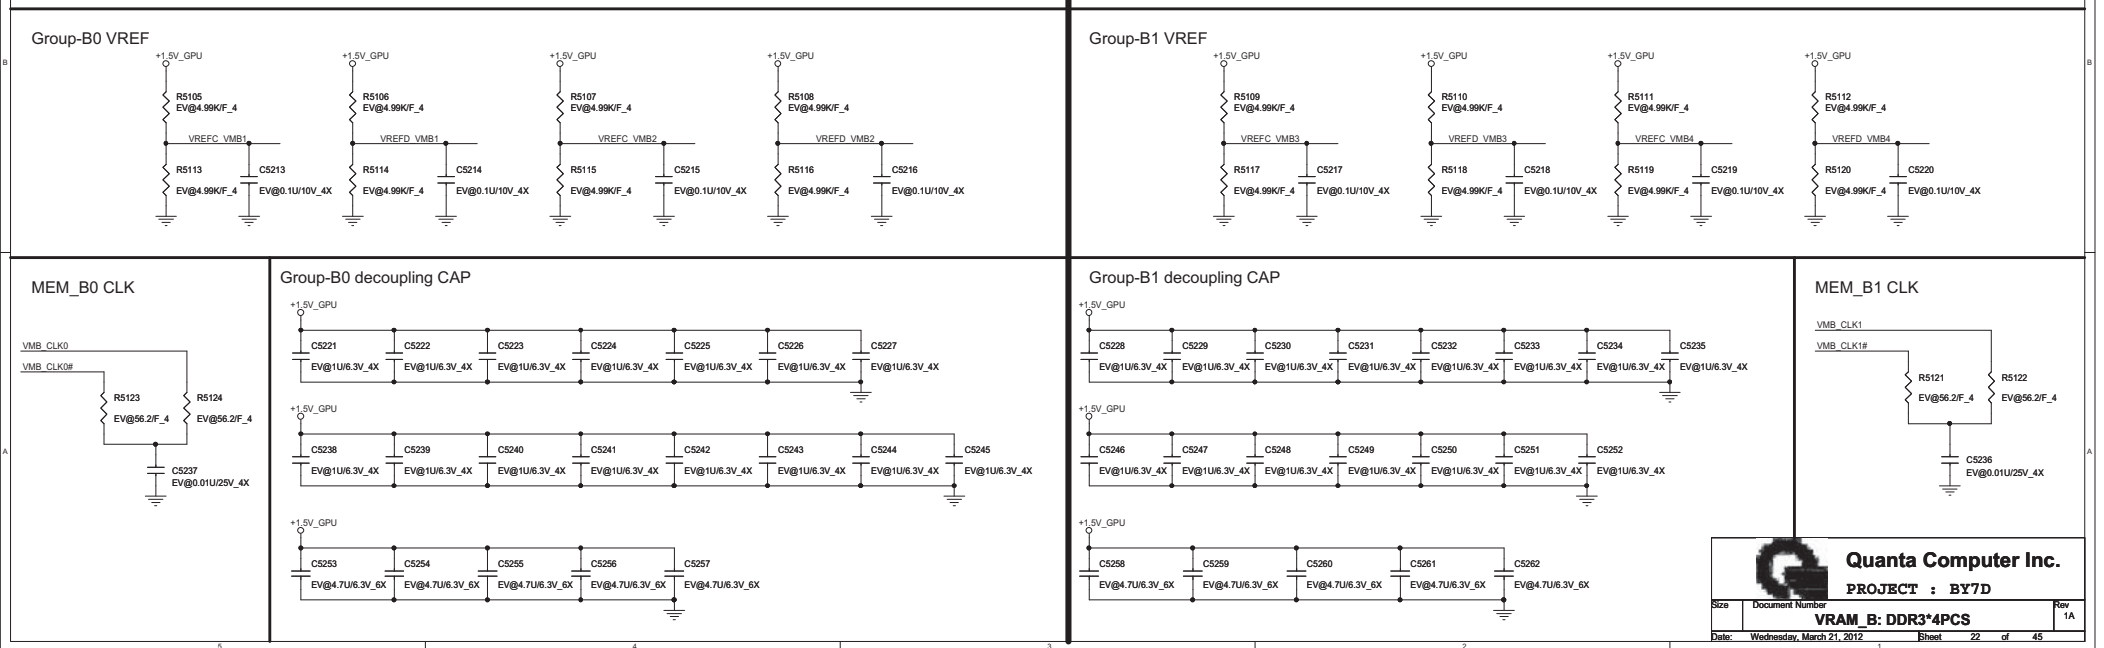 Group-B0 VREF
+1.5V_GPU
+1.5V_GPU
+1.5V_GPU
+1.5V_GPU
R5105
EV@4.99K/F_4
R5106
EV@4.99K/F_4
R5107
EV@4.99K/F_4
R5108
EV@4.99K/F_4
VREFC_VMB1
VREFD_VMB1
VREFC_VMB2
VREFD_VMB2
R5113
EV@4.99K/F_4
C5213
EV@0.1U/10V_4X
R5114
EV@4.99K/F_4
C5214
EV@0.1U/10V_4X
R5115
EV@4.99K/F_4
C5215
EV@0.1U/10V_4X
R5116
EV@4.99K/F_4
C5216
EV@0.1U/10V_4X
Group-B1 VREF
+1.5V_GPU
+1.5V_GPU
+1.5V_GPU
+1.5V_GPU
R5109
EV@4.99K/F_4
R5110
EV@4.99K/F_4
R5111
EV@4.99K/F_4
R5112
EV@4.99K/F_4
VREFC_VMB3
VREFD_VMB3
VREFC_VMB4
VREFD_VMB4
R5117
EV@4.99K/F_4
C5217
EV@0.1U/10V_4X
R5118
EV@4.99K/F_4
C5218
EV@0.1U/10V_4X
R5119
EV@4.99K/F_4
C5219
EV@0.1U/10V_4X
R5120
EV@4.99K/F_4
C5220
EV@0.1U/10V_4X
B
B
MEM_B0 CLK
VMB_CLK0
VMB_CLK0#
R5123
EV@56.2/F_4
R5124
EV@56.2/F_4
C5237
EV@0.01U/25V_4X
Group-B0 decoupling CAP
+1.5V_GPU
C5221
EV@1U/6.3V_4X
C5222
EV@1U/6.3V_4X
C5223
EV@1U/6.3V_4X
C5224
EV@1U/6.3V_4X
C5225
EV@1U/6.3V_4X
C5226
EV@1U/6.3V_4X
C5227
EV@1U/6.3V_4X
+1.5V_GPU
C5238
EV@1U/6.3V_4X
C5239
EV@1U/6.3V_4X
C5240
EV@1U/6.3V_4X
C5241
EV@1U/6.3V_4X
C5242
EV@1U/6.3V_4X
C5243
EV@1U/6.3V_4X
C5244
EV@1U/6.3V_4X
C5245
EV@1U/6.3V_4X
+1.5V_GPU
C5253
EV@4.7U/6.3V_6X
C5254
EV@4.7U/6.3V_6X
C5255
EV@4.7U/6.3V_6X
C5256
EV@4.7U/6.3V_6X
C5257
EV@4.7U/6.3V_6X
Group-B1 decoupling CAP
+1.5V_GPU
C5228
EV@1U/6.3V_4X
C5229
EV@1U/6.3V_4X
C5230
EV@1U/6.3V_4X
C5231
EV@1U/6.3V_4X
C5232
EV@1U/6.3V_4X
C5233
EV@1U/6.3V_4X
C5234
EV@1U/6.3V_4X
C5235
EV@1U/6.3V_4X
+1.5V_GPU
C5246
EV@1U/6.3V_4X
C5247
EV@1U/6.3V_4X
C5248
EV@1U/6.3V_4X
C5249
EV@1U/6.3V_4X
C5250
EV@1U/6.3V_4X
C5251
EV@1U/6.3V_4X
C5252
EV@1U/6.3V_4X
+1.5V_GPU
C5258
EV@4.7U/6.3V_6X
C5259
EV@4.7U/6.3V_6X
C5260
EV@4.7U/6.3V_6X
C5261
EV@4.7U/6.3V_6X
C5262
EV@4.7U/6.3V_6X
MEM_B1 CLK
VMB_CLK1
VMB_CLK1#
R5121
EV@56.2/F_4
R5122
EV@56.2/F_4
C5236
EV@0.01U/25V_4X
A
A
Quanta Computer Inc.
PROJECT : BY7D
Size
Document Number
Rev
VRAM_B: DDR3*4PCS
1A
Date: Wednesday, March 21, 2012 Sheet 22 of 45
5
4
3
2
1